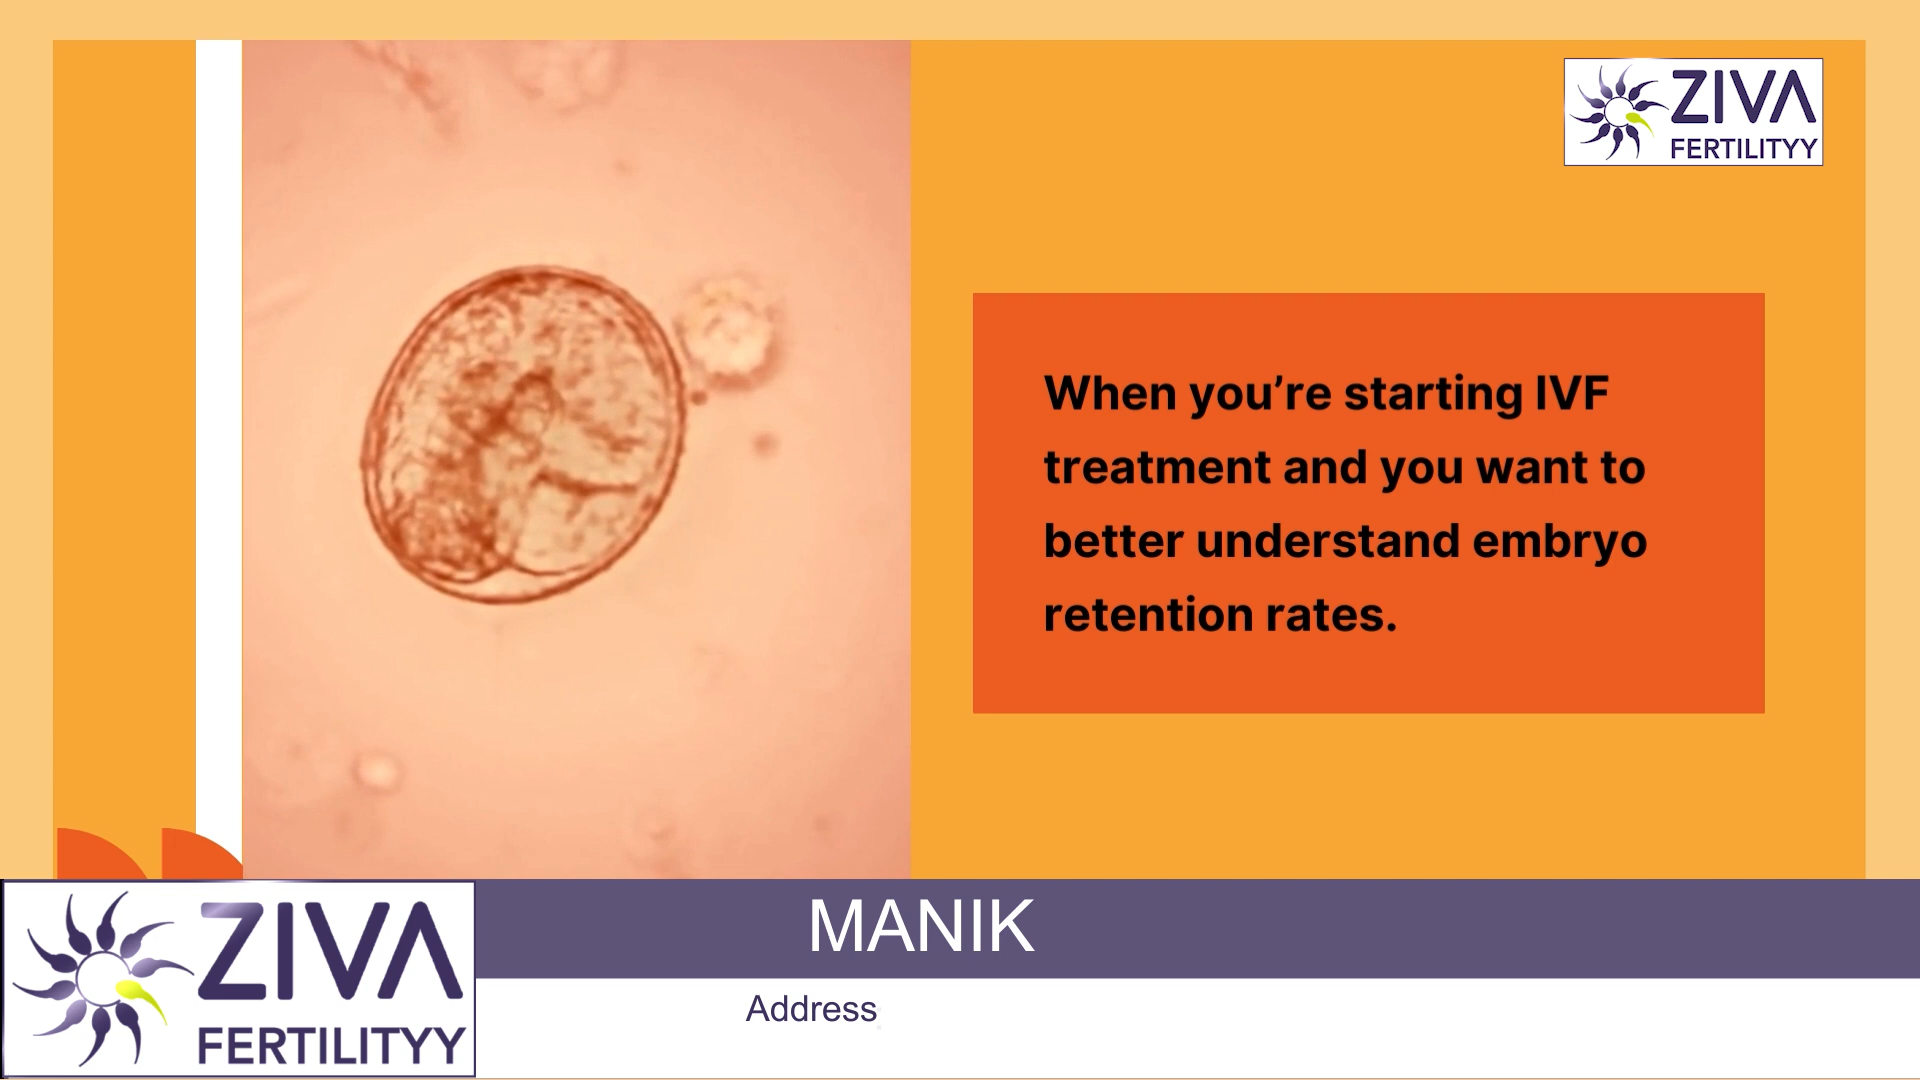 ZIVA
FERTILITYY
When you’re starting IVF
treatment and you want to
better understand embryo
retention rates.
ZIVA
FERTILITYY
MANIK
Address